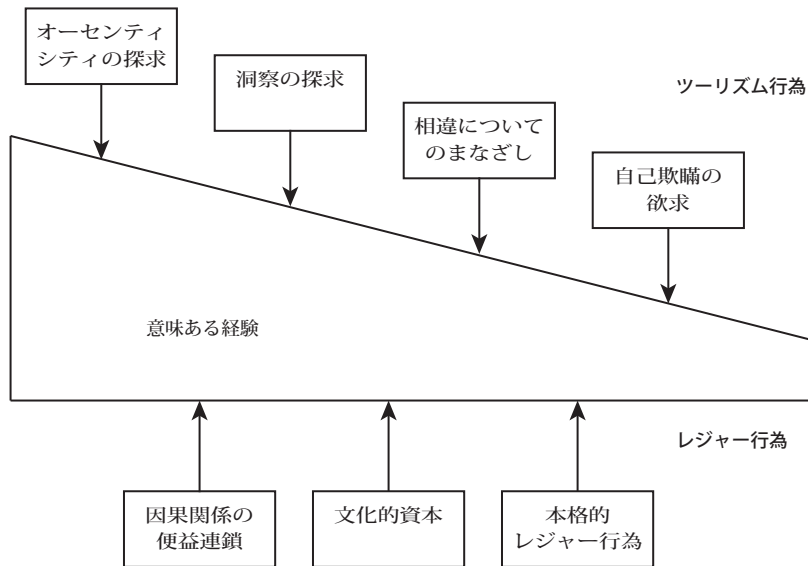 オーセンティ
シティの探求
洞察の探求
相違について
のまなざし
自己欺瞞の
欲求
ツーリズム行為
意味ある経験
レジャー行為
因果関係の
便益連鎖
文化的資本
本格的
レジャー行為